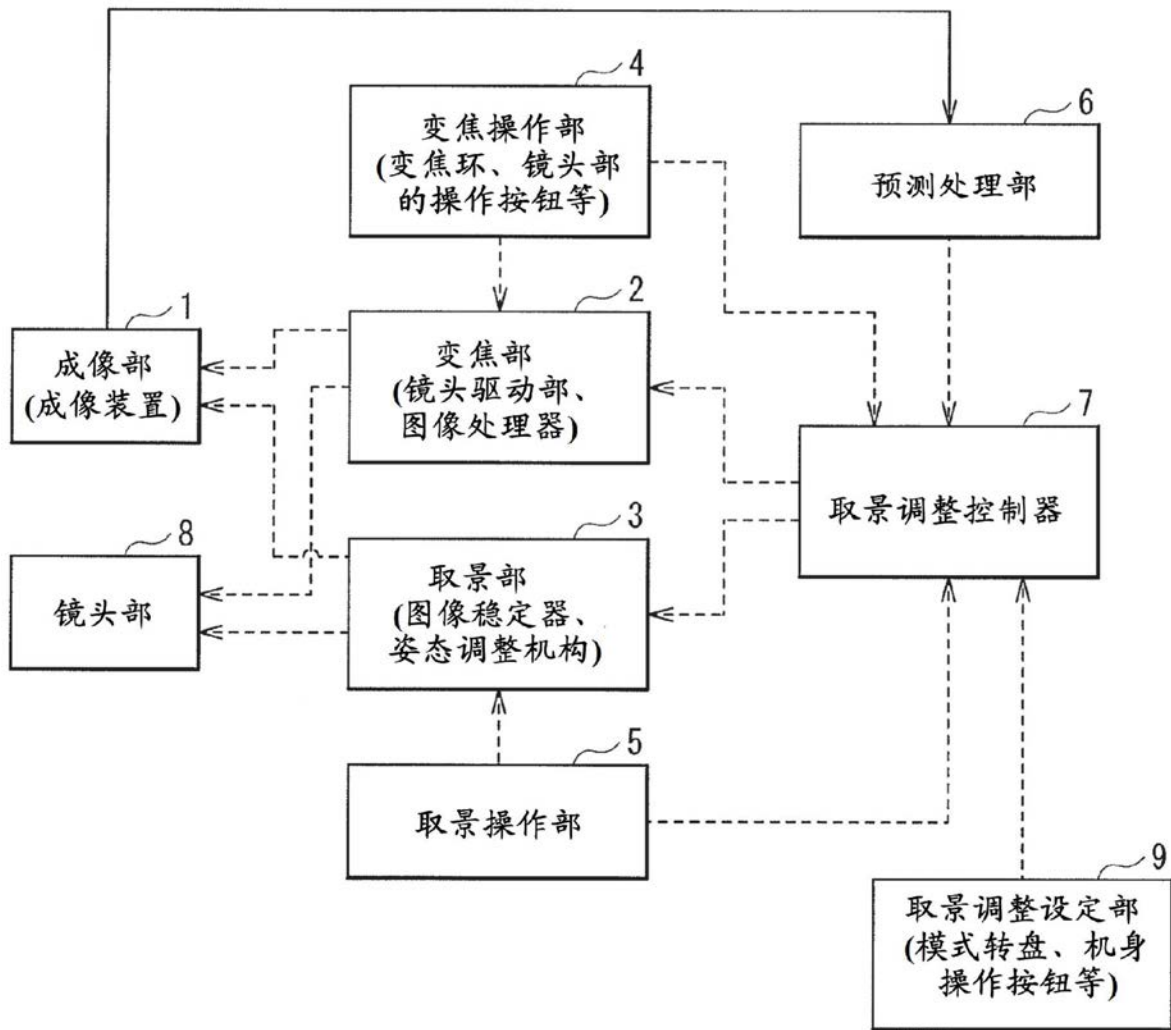 4
变焦操作部
(变焦环、镜头部
的操作按钮等)
6
预测处理部
1
成像部
(成像装置)
2
变焦部
(镜头驱动部、
图像处理器)
7
取景调整控制器
8
镜头部
3
取景部
(图像稳定器、
姿态调整机构)
5
取景操作部
9
取景调整设定部
(模式转盘、机身
操作按钮等)